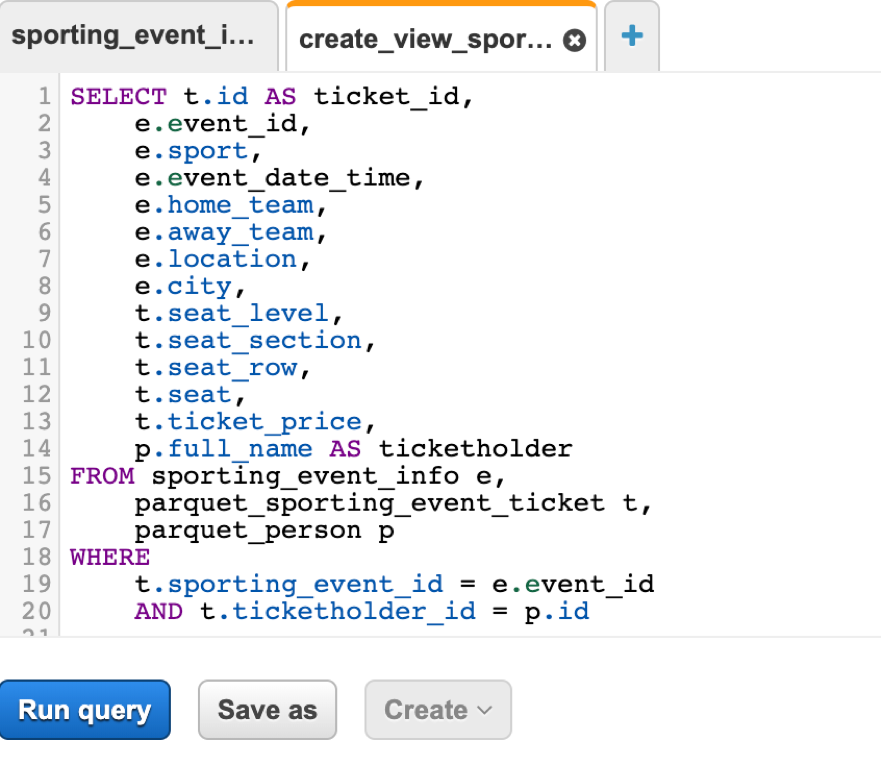 sporting_event_i...
create_view_spor...
+
1 SELECT t.id AS ticket_id,
2 e.event_id,
3 e.sport,
4 e.event_date_time,
5 e.home_team,
6 e.away_team,
7 e.location,
8 e.city,
9 t.seat_level,
10 t.seat_section,
11 t.seat_row,
12 t.seat,
13 t.ticket_price,
14 p.full_name AS ticketholder
15 FROM sporting_event_info e,
16 parquet_sporting_event_ticket t,
17 parquet_person p
18 WHERE
19 t.sporting_event_id = e.event_id
20 AND t.ticketholder_id = p.id
21
Run query
Save as
Create